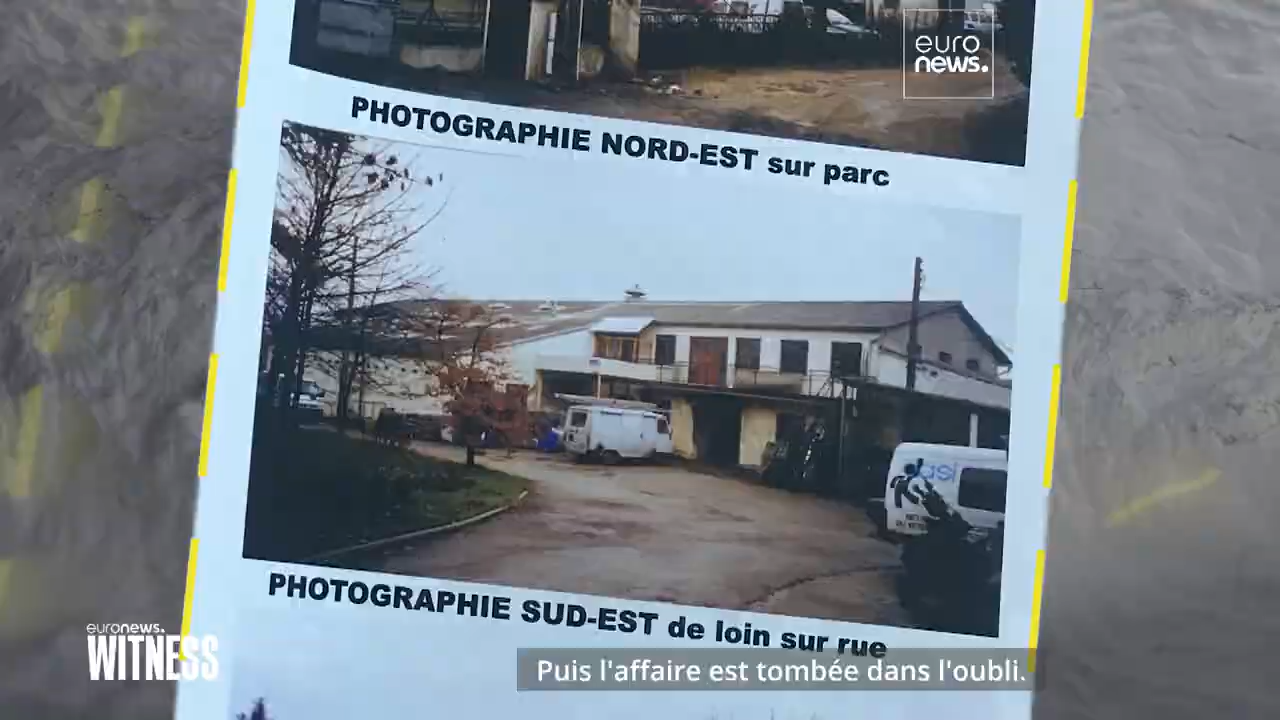 euro
news.
PHOTOGRAPHIE NORD-EST sur parc
asl
PHOTOGRAPHIE SUD-EST de loin sur rue
euronews.
WITNESS
Puis l'affaire est tombée dans l'oubli.